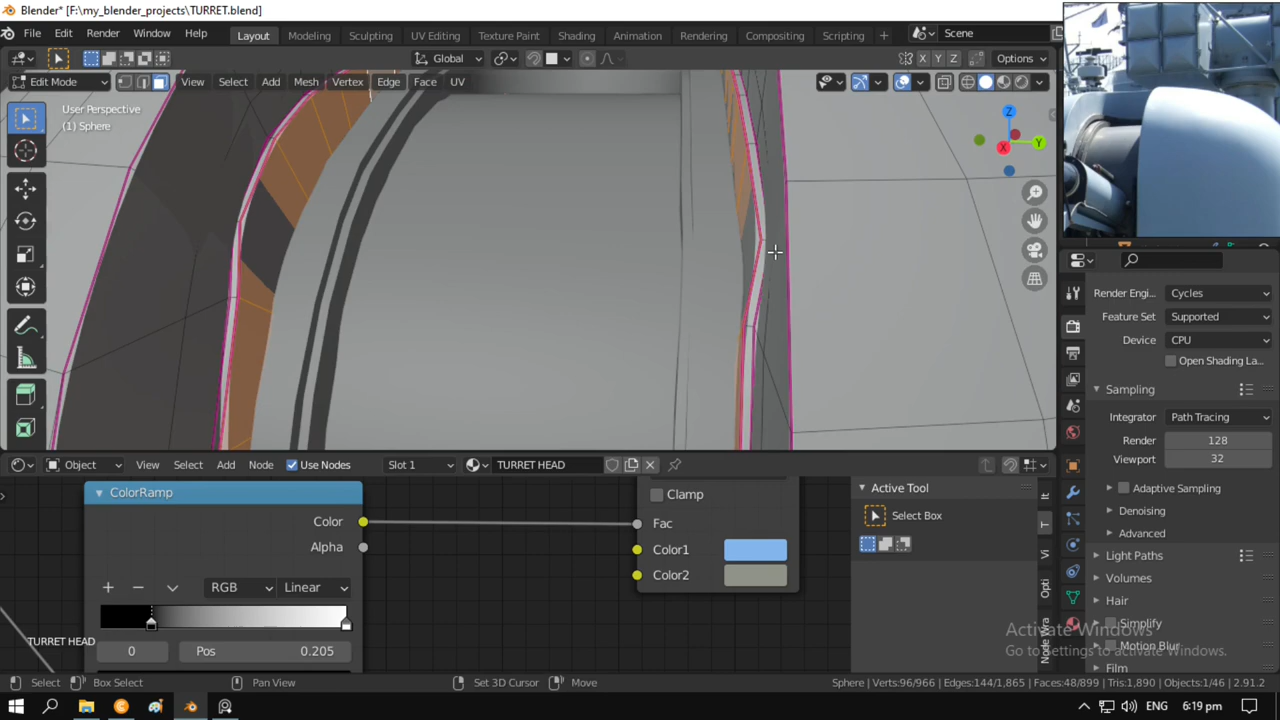 Blender* [F:\my_blender_projects\TURRET.blend]
File Edit Render Window Help Layout Modeling Sculpting UV Editing Texture Paint Shading Animation Rendering Compositing Scripting + Scene
Global X Y Z Options
Edit Mode View Select Add Mesh Vertex Edge Face UV
User Perspective
(1) Sphere
Z
Y
X
Render Engi... Cycles
Feature Set Supported
Device CPU
Open Shading La...
Sampling
Integrator Path Tracing
Render 128
Viewport 32
Adaptive Sampling
Denoising
Advanced
Light Paths
Volumes
Hair
Simplify
Motion Blur
Film
Object View Select Add Node Use Nodes Slot 1 TURRET HEAD
ColorRamp
Color
Alpha
RGB Linear
0 Pos 0.205
TURRET HEAD
Clamp
Fac
Color1
Color2
Active Tool
Select Box
It
T
Vi
Opti
Node Wra
Activate Windows
Go to Settings to activate Windows.
Select Box Select Pan View Set 3D Cursor Move Sphere | Verts:96/966 | Edges:144/1,865 | Faces:48/899 | Tris:1,890 | Objects:1/46 | 2.91.2
ENG 6:19 pm